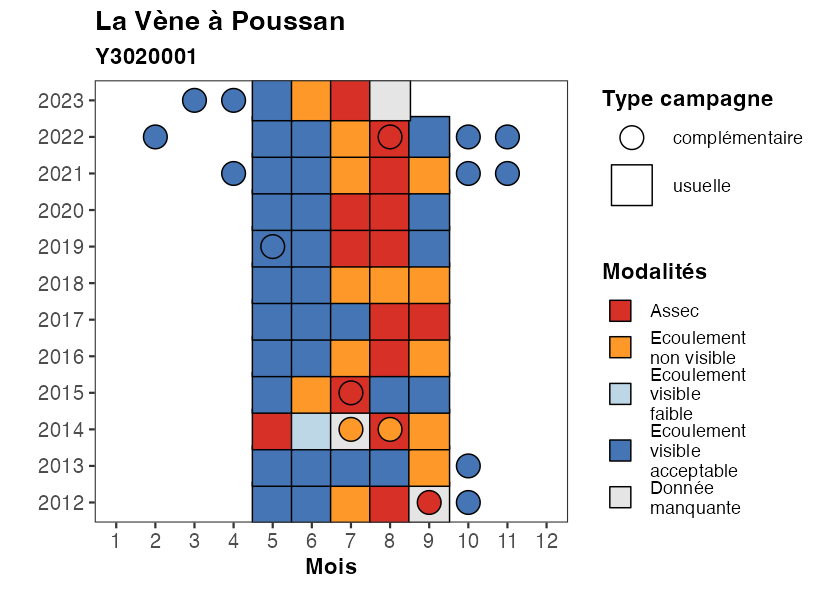 La Vène à Poussan
Y3020001
2023
2022
2021
2020
2019
2018
2017
2016
2015
2014
2013
2012
1 2 3 4 5 6 7 8 9 10 11 12
Mois
Type campagne
complémentaire
usuelle
Modalités
Assec
Ecoulement
non visible
Ecoulement
visible
faible
Ecoulement
visible
acceptable
Donnée
manquante